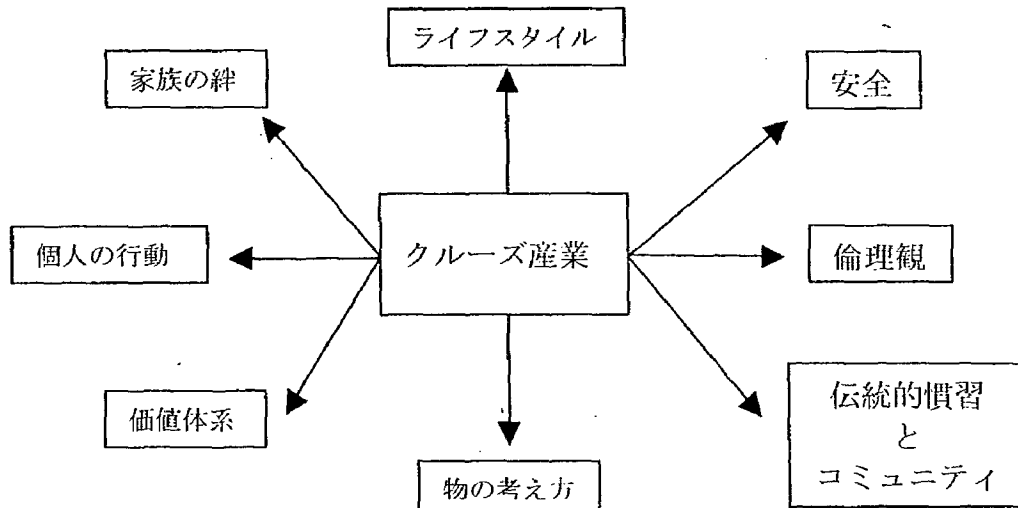 ライフスタイル
家族の絆
安全
個人の行動
クルーズ産業
倫理観
価値体系
伝統的慣習
と
コミュニティ
物の考え方